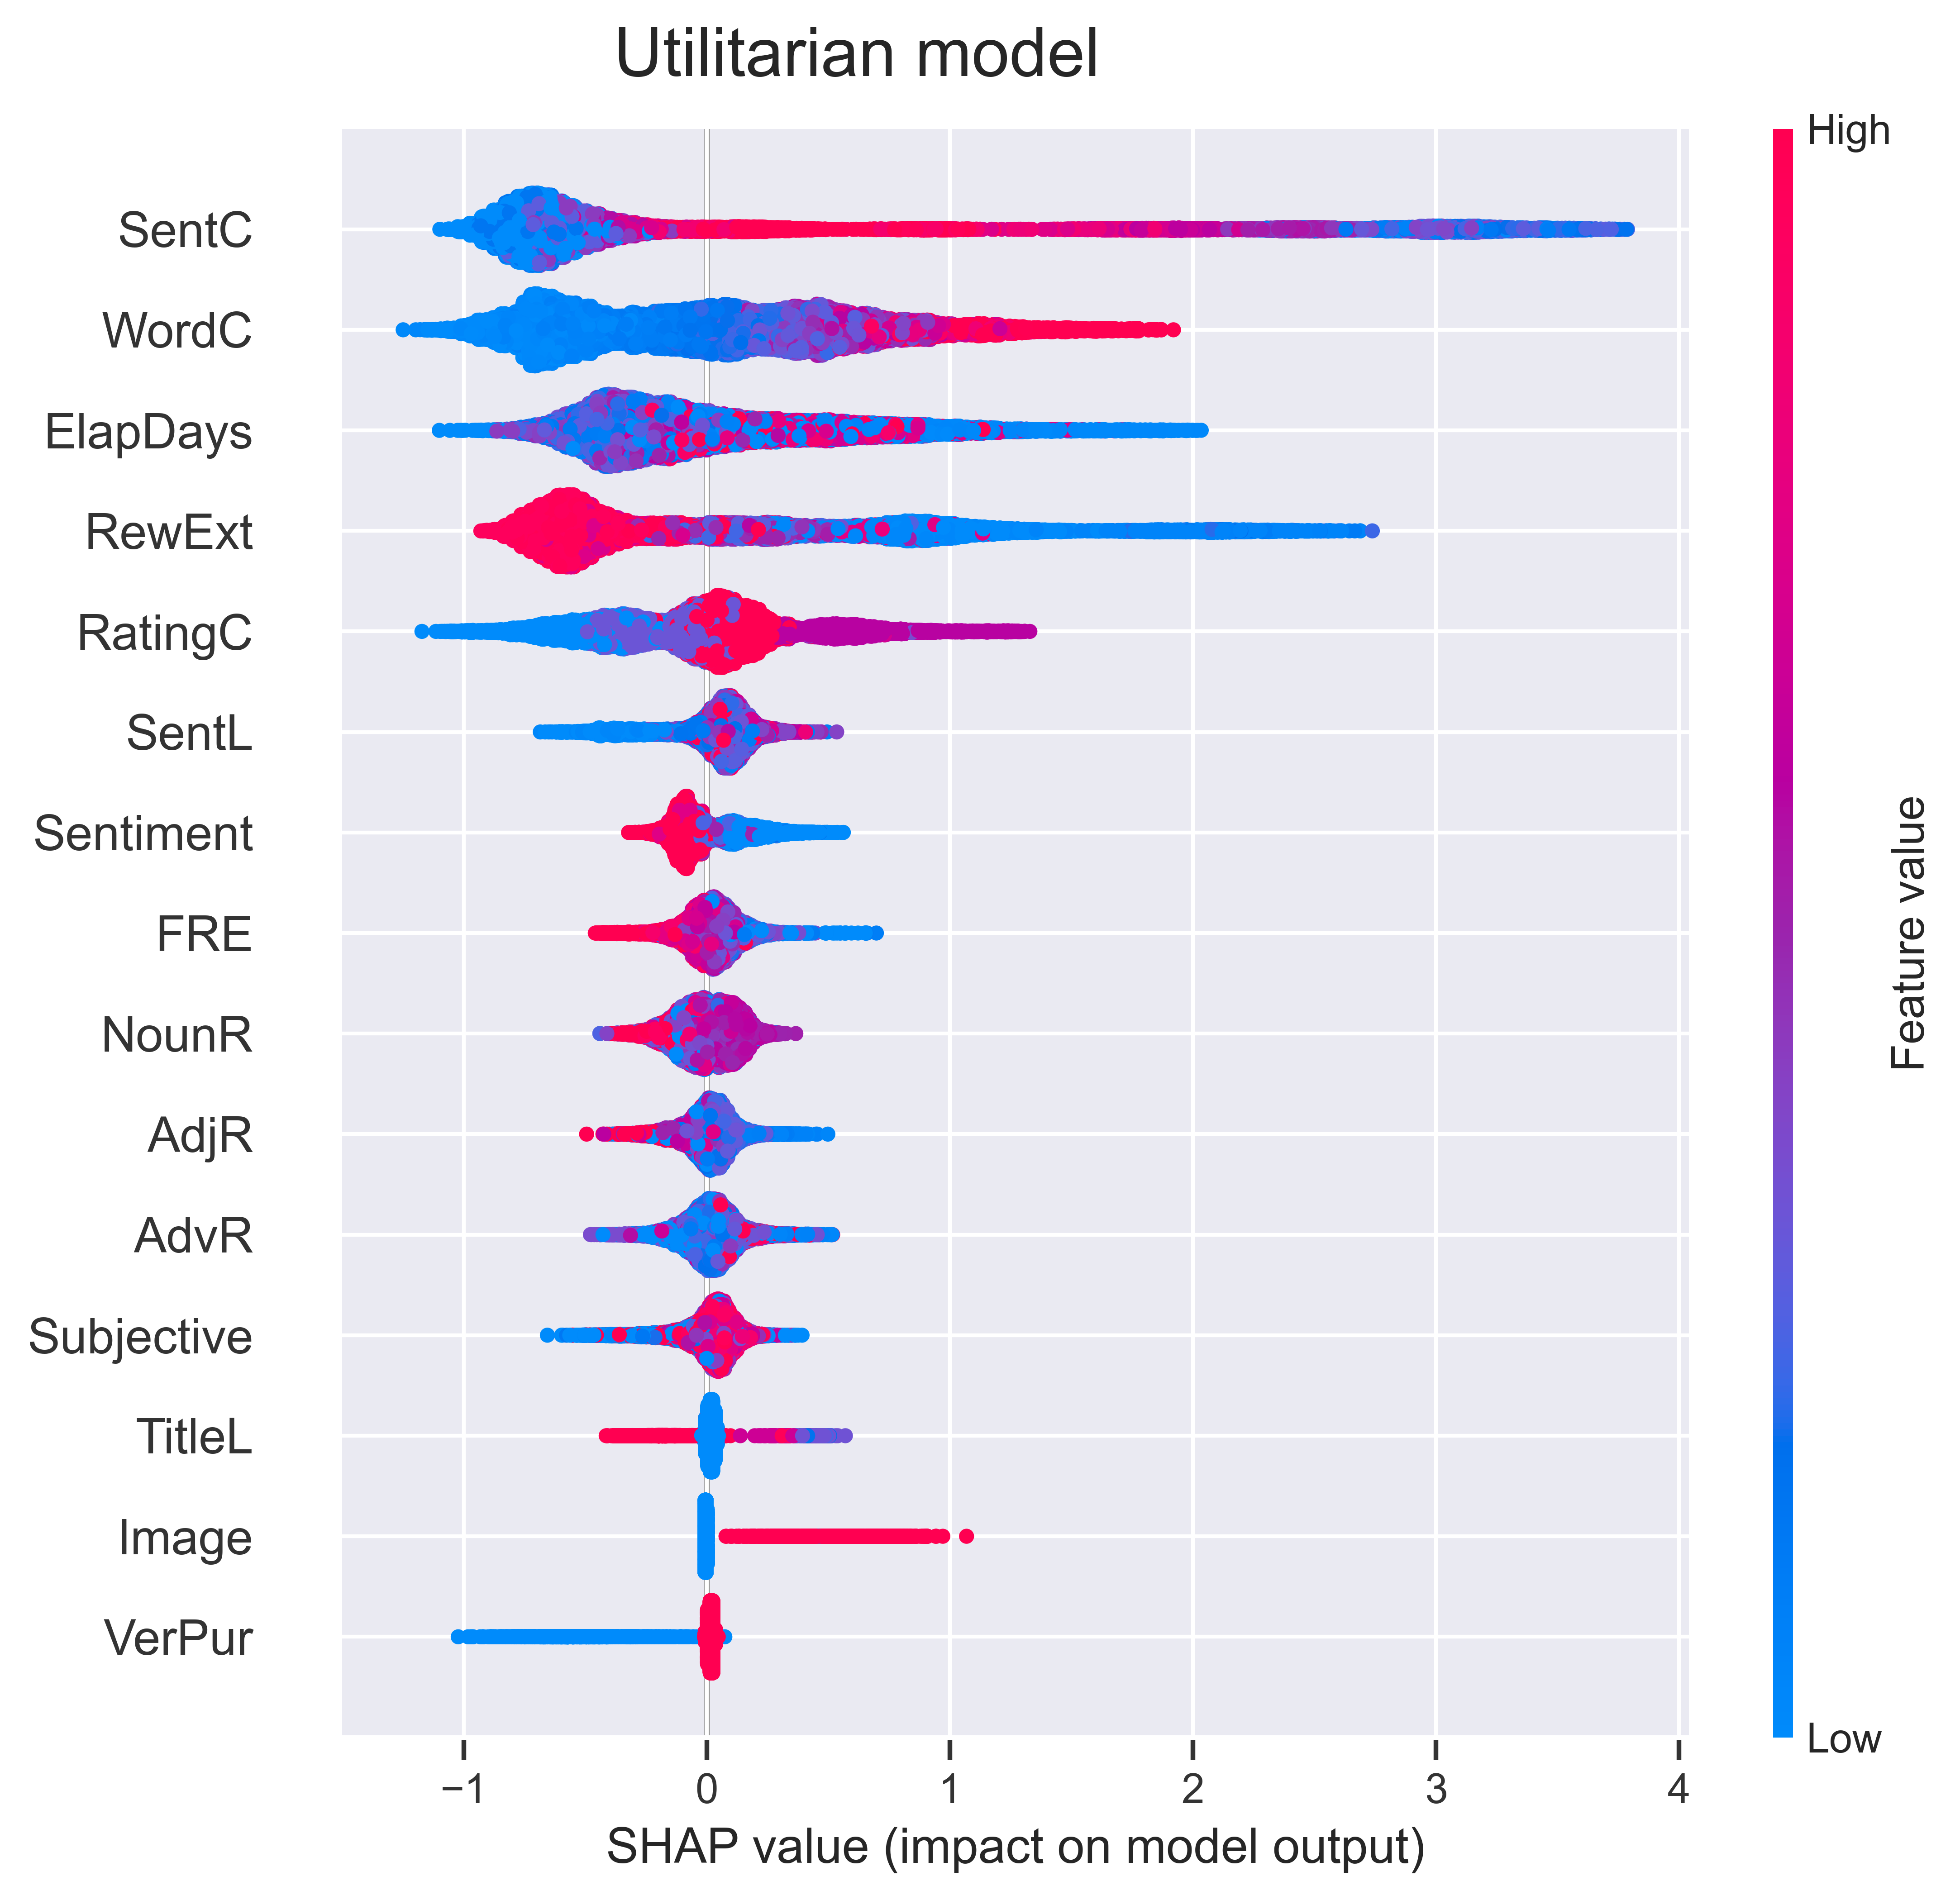 Utilitarian model
High
SentC
WordC
ElapDays
RewExt
RatingC
SentL
Sentiment
FRE
NounR
AdjR
AdvR
Subjective
TitleL
Image
VerPur
Feature value
Low
−1 0 1 2 3 4
SHAP value (impact on model output)